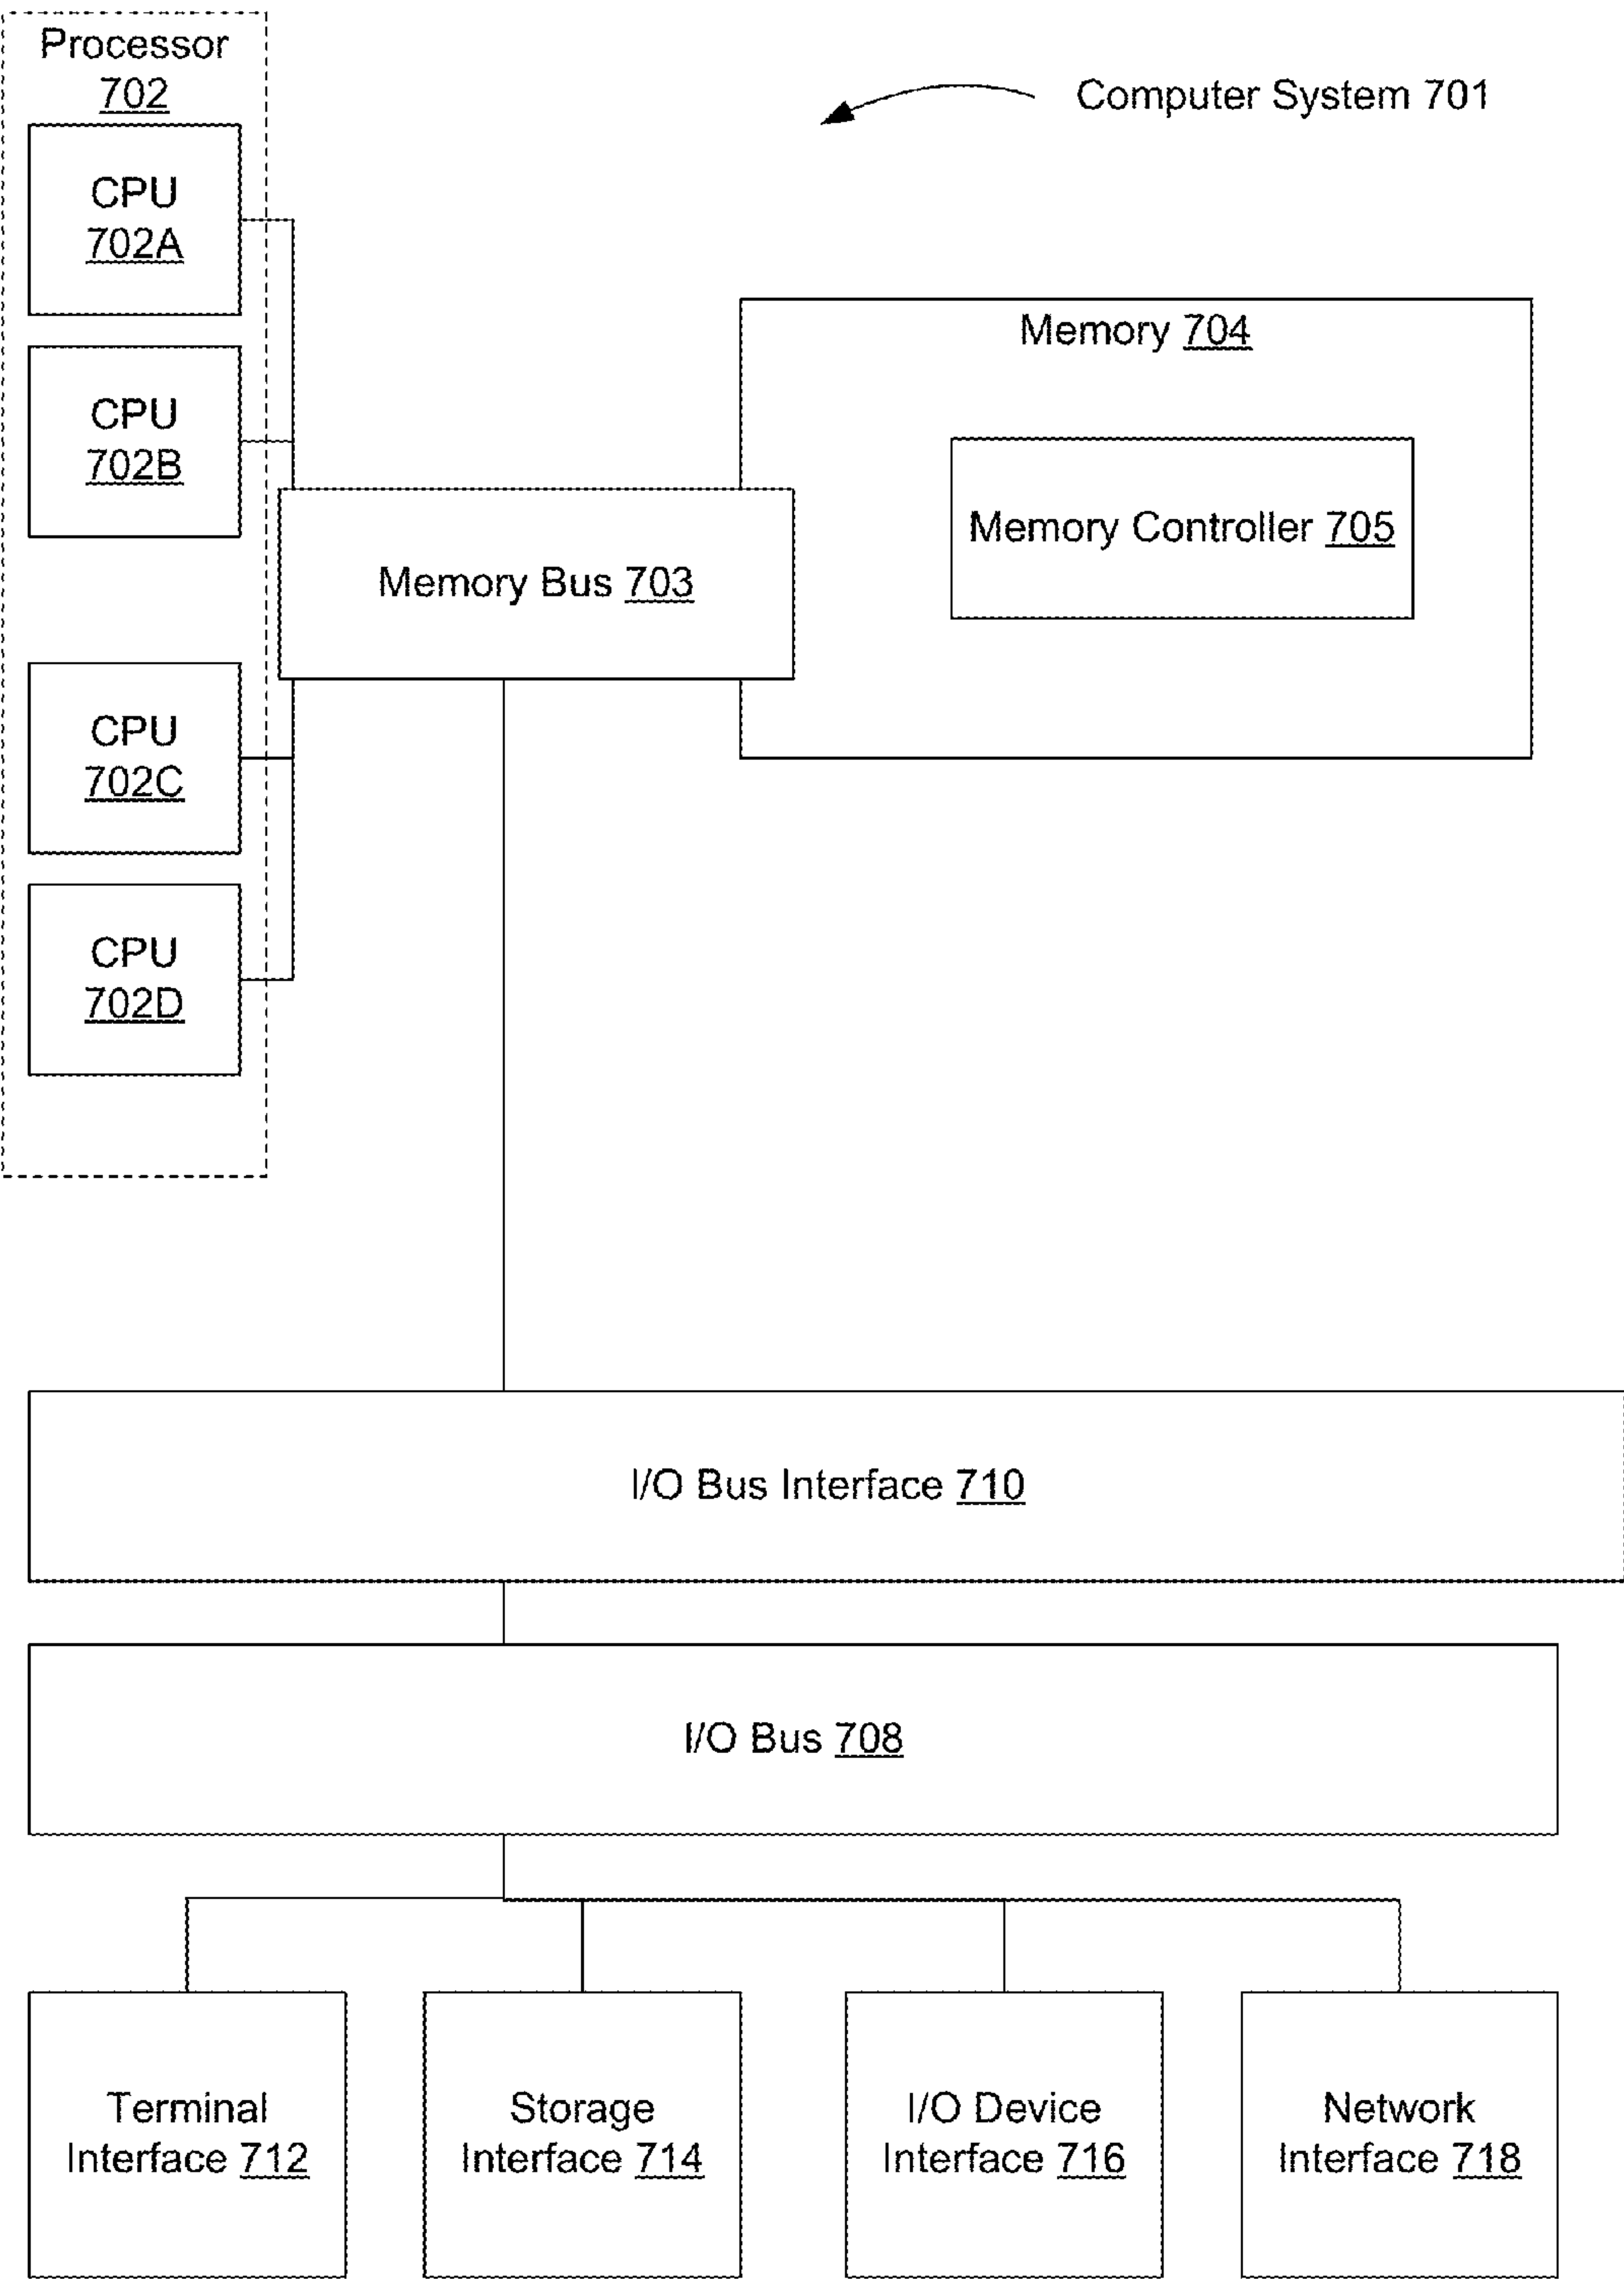 Processor
702
Computer System 701
CPU
702A
Memory 704
CPU
702B
Memory Controller 705
Memory Bus 703
CPU
702C
CPU
702D
I/O Bus Interface 710
I/O Bus 708
Terminal
Interface 712
Storage
Interface 714
I/O Device
Interface 716
Network
Interface 718